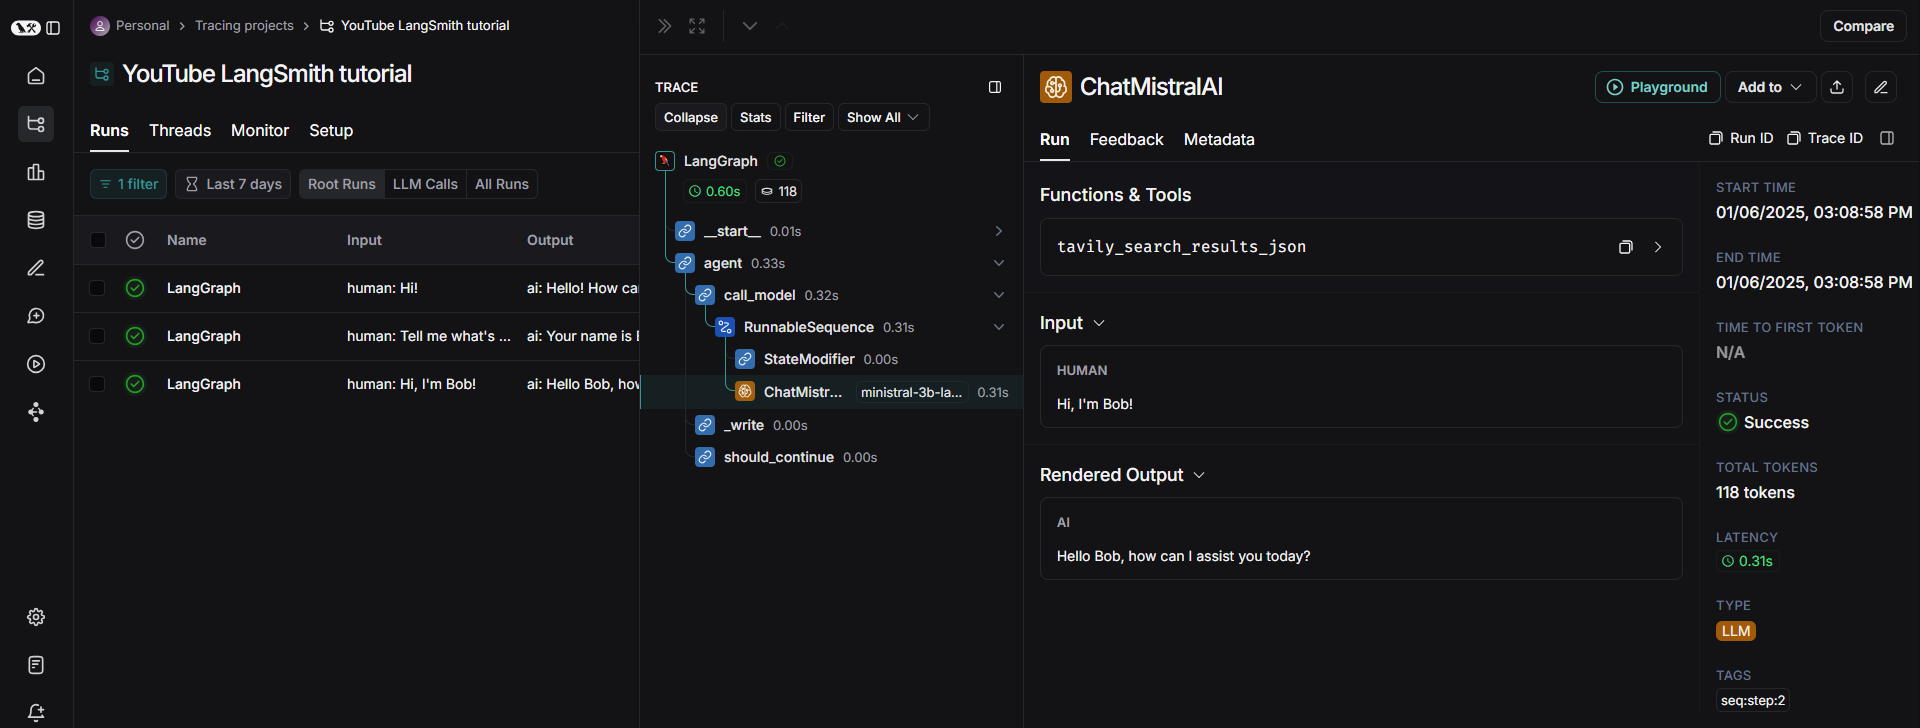 Personal
Tracing projects
YouTube LangSmith tutorial
Compare
YouTube LangSmith tutorial
Runs
Threads
Monitor
Setup
1 filter
Last 7 days
Root Runs
LLM Calls
All Runs
Name
Input
Output
LangGraph
human: Hi!
ai: Hello! How ca
LangGraph
human: Tell me what's ...
ai: Your name is
LangGraph
human: Hi, I'm Bob!
ai: Hello Bob, ho
TRACE
Collapse
Stats
Filter
Show All
LangGraph
0.60s
118
__start__ 0.01s
agent 0.33s
call_model 0.32s
RunnableSequence 0.31s
StateModifier 0.00s
ChatMistr... ministral-3b-la... 0.31s
_write 0.00s
should_continue 0.00s
ChatMistralAI
Playground
Add to
Run
Feedback
Metadata
Run ID
Trace ID
Functions & Tools
tavily_search_results_json
Input
HUMAN
Hi, I'm Bob!
Rendered Output
AI
Hello Bob, how can I assist you today?
START TIME
01/06/2025, 03:08:58 PM
END TIME
01/06/2025, 03:08:58 PM
TIME TO FIRST TOKEN
N/A
STATUS
Success
TOTAL TOKENS
118 tokens
LATENCY
0.31s
TYPE
LLM
TAGS
seq:step:2